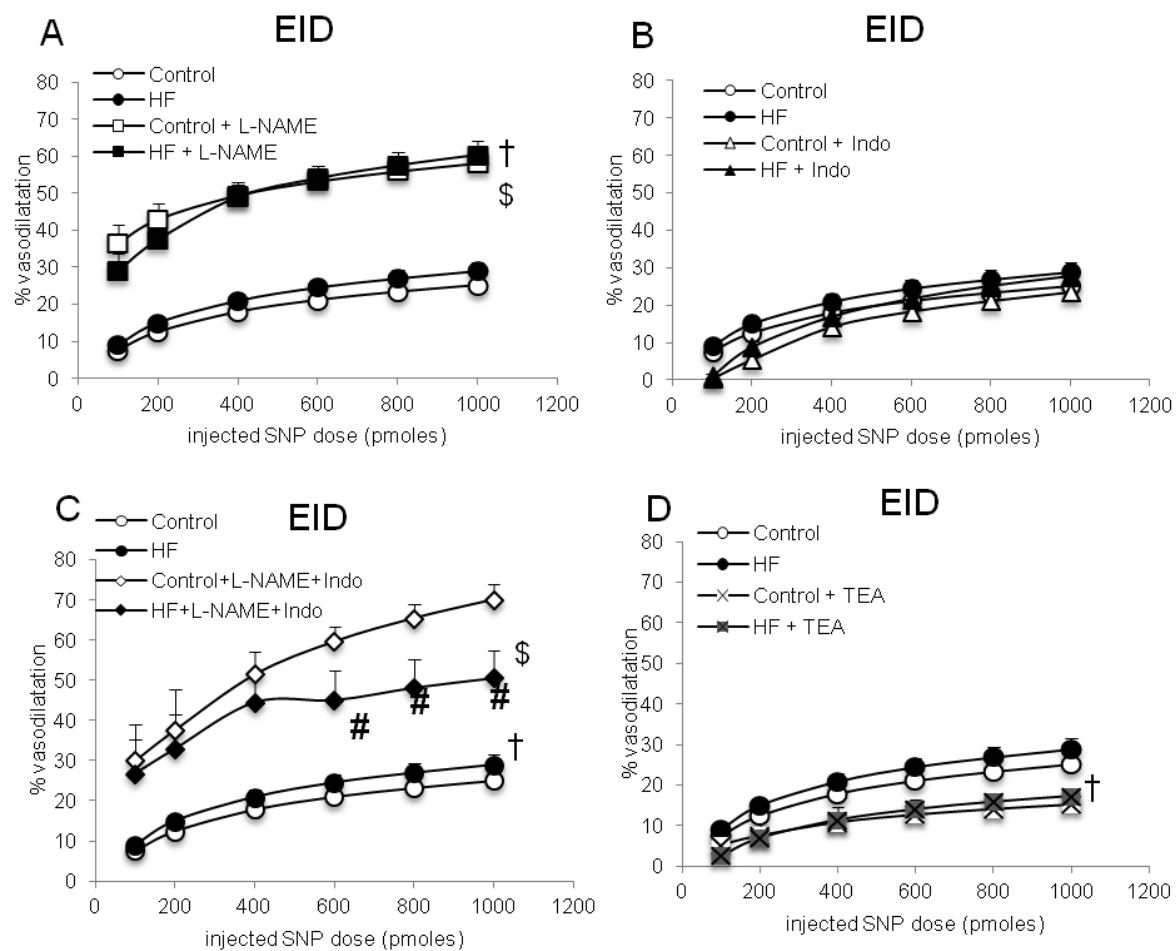 A
EID
Control
HF
Control + L-NAME
HF + L-NAME
% vasodilatation
80
70
60
50
40
30
20
10
0
†
$
0 200 400 600 800 1000 1200
injected SNP dose (pmoles)
B
EID
Control
HF
Control + Indo
HF + Indo
% vasodilatation
80
70
60
50
40
30
20
10
0
0 200 400 600 800 1000 1200
injected SNP dose (pmoles)
C
EID
Control
HF
Control+L-NAME+Indo
HF+L-NAME+Indo
% vasodilatation
80
70
60
50
40
30
20
10
0
$
# # #
†
0 200 400 600 800 1000 1200
injected SNP dose (pmoles)
D
EID
Control
HF
Control + TEA
HF + TEA
% vasodilatation
80
70
60
50
40
30
20
10
0
†
0 200 400 600 800 1000 1200
injected SNP dose (pmoles)